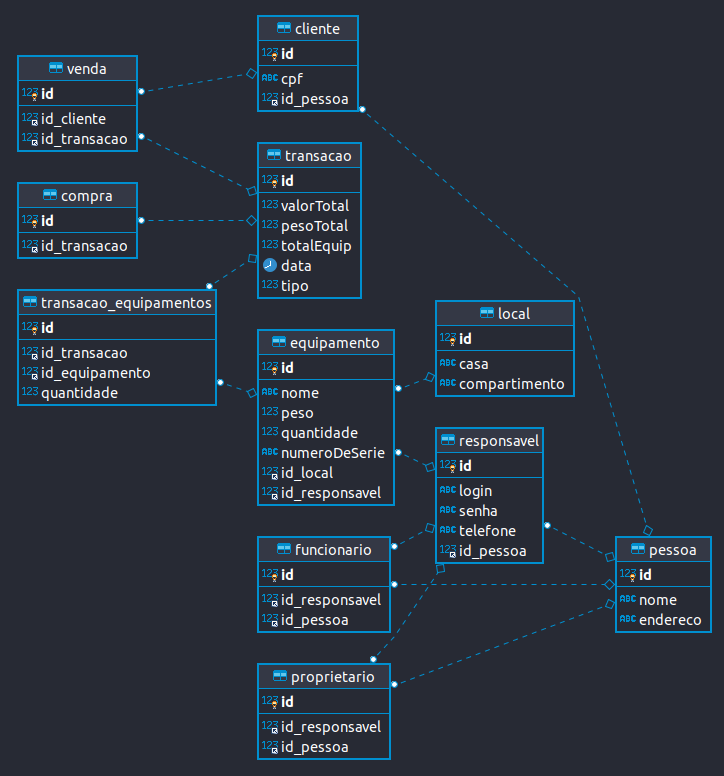 cliente
123 id
ABC cpf
123 id_pessoa
venda
123 id
123 id_cliente
123 id_transacao
transacao
123 id
123 valorTotal
123 pesoTotal
123 totalEquip
data
123 tipo
compra
123 id
123 id_transacao
transacao_equipamentos
123 id
123 id_transacao
123 id_equipamento
123 quantidade
local
123 id
ABC casa
ABC compartimento
equipamento
123 id
ABC nome
123 peso
123 quantidade
ABC numeroDeSerie
123 id_local
123 id_responsavel
responsavel
123 id
ABC login
ABC senha
ABC telefone
123 id_pessoa
funcionario
123 id
123 id_responsavel
123 id_pessoa
pessoa
123 id
ABC nome
ABC endereco
proprietario
123 id
123 id_responsavel
123 id_pessoa